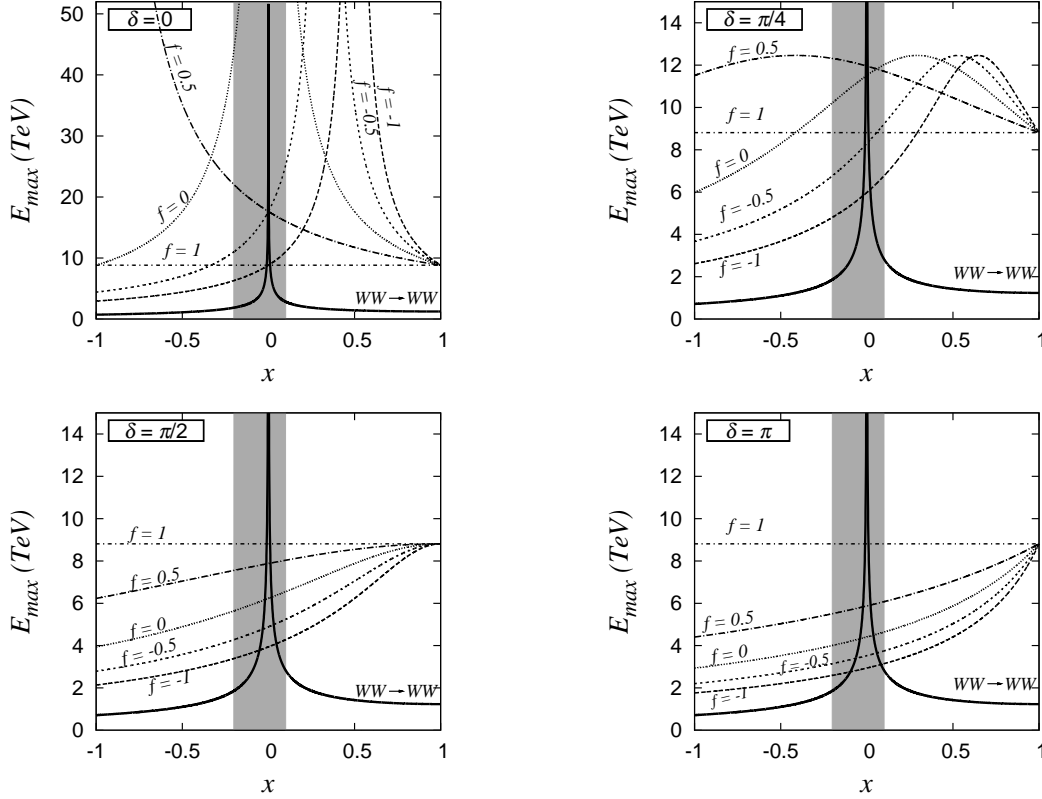 δ = 0
E_max (TeV)
50
40
30
20
10
0
f = 0.5
f = 0
f = 1
f = -0.5
f = -1
WW→WW
-1
-0.5
0
0.5
1
x
δ = π/4
E_max (TeV)
14
12
10
8
6
4
2
0
f = 0.5
f = 1
f = 0
f = -0.5
f = -1
WW→WW
-1
-0.5
0
0.5
1
x
δ = π/2
E_max (TeV)
14
12
10
8
6
4
2
0
f = 1
f = 0.5
f = 0
f = -0.5
f = -1
WW→WW
-1
-0.5
0
0.5
1
x
δ = π
E_max (TeV)
14
12
10
8
6
4
2
0
f = 1
f = 0.5
f = 0
f = -0.5
f = -1
WW→WW
-1
-0.5
0
0.5
1
x